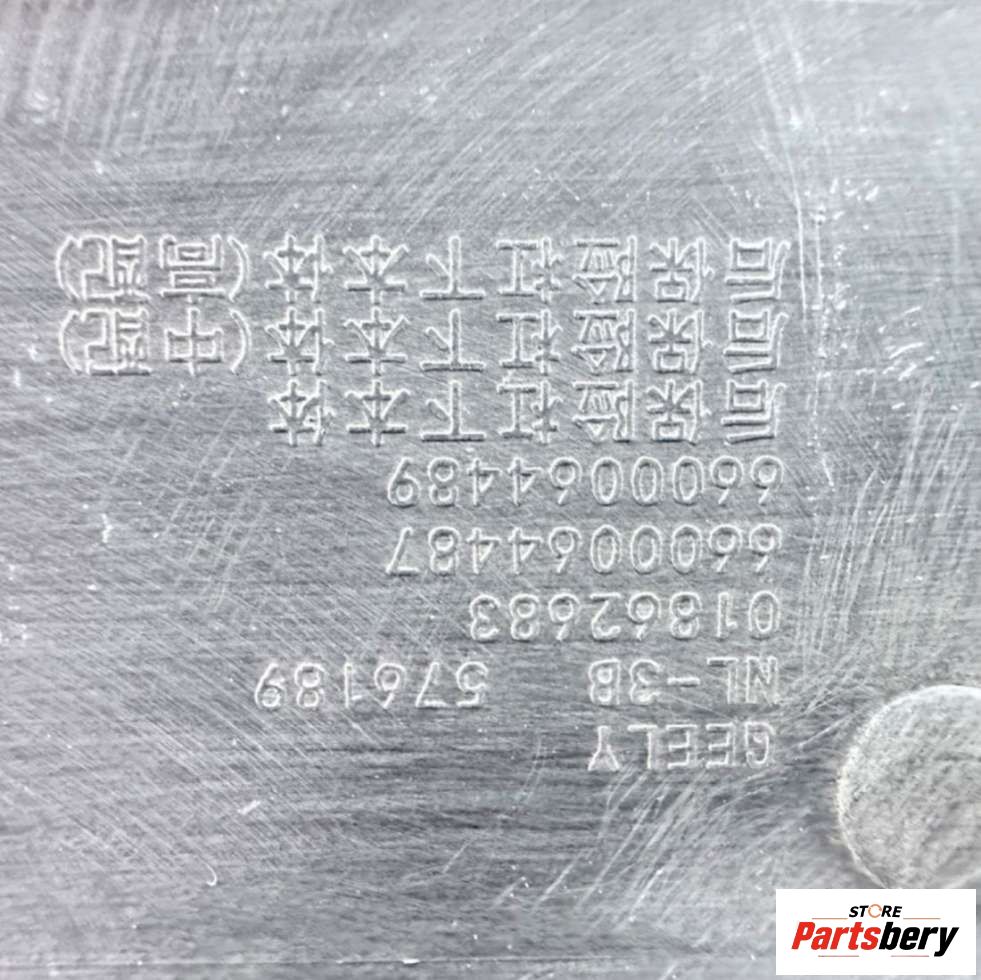 GEELY
NL-3B 576189
01862683
6600064487
6600064489
后保险杠下本体
后保险杠下本体(中配)
后保险杠下本体(高配)
STORE
Partsbery